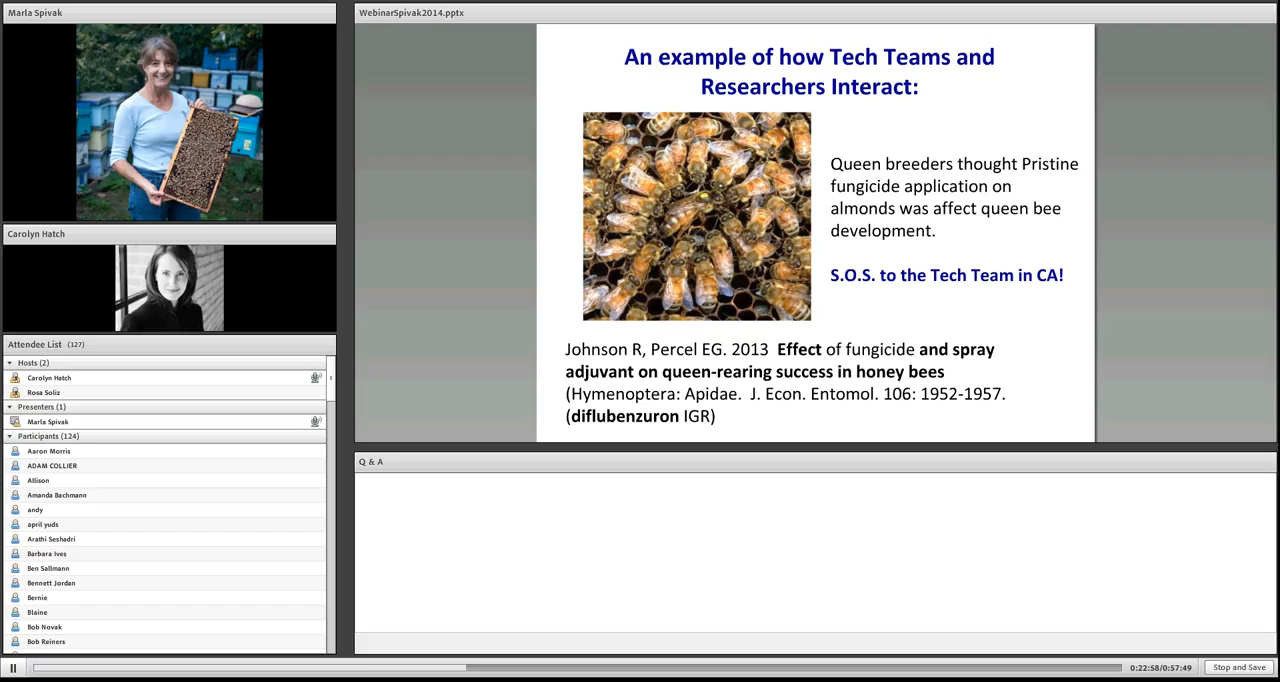 Marla Spivak
Carolyn Hatch
Attendee List (127)
Hosts (2)
Carolyn Hatch
Rosa Soliz
Presenters (1)
Marla Spivak
Participants (124)
Aaron Morris
ADAM COLLIER
Allison
Amanda Bachmann
andy
april yuds
Arathi Seshadri
Barbara Ives
Ben Sallmann
Bennett Jordan
Bernie
Blaine
Bob Novak
Bob Reiners
WebinarSpivak2014.pptx
An example of how Tech Teams and
Researchers Interact:
Queen breeders thought Pristine
fungicide application on
almonds was affect queen bee
development.
S.O.S. to the Tech Team in CA!
Johnson R, Percel EG. 2013 Effect of fungicide and spray
adjuvant on queen-rearing success in honey bees
(Hymenoptera: Apidae. J. Econ. Entomol. 106: 1952-1957.
(diflubenzuron IGR)
Q & A
0:22:58/0:57:49
Stop and Save